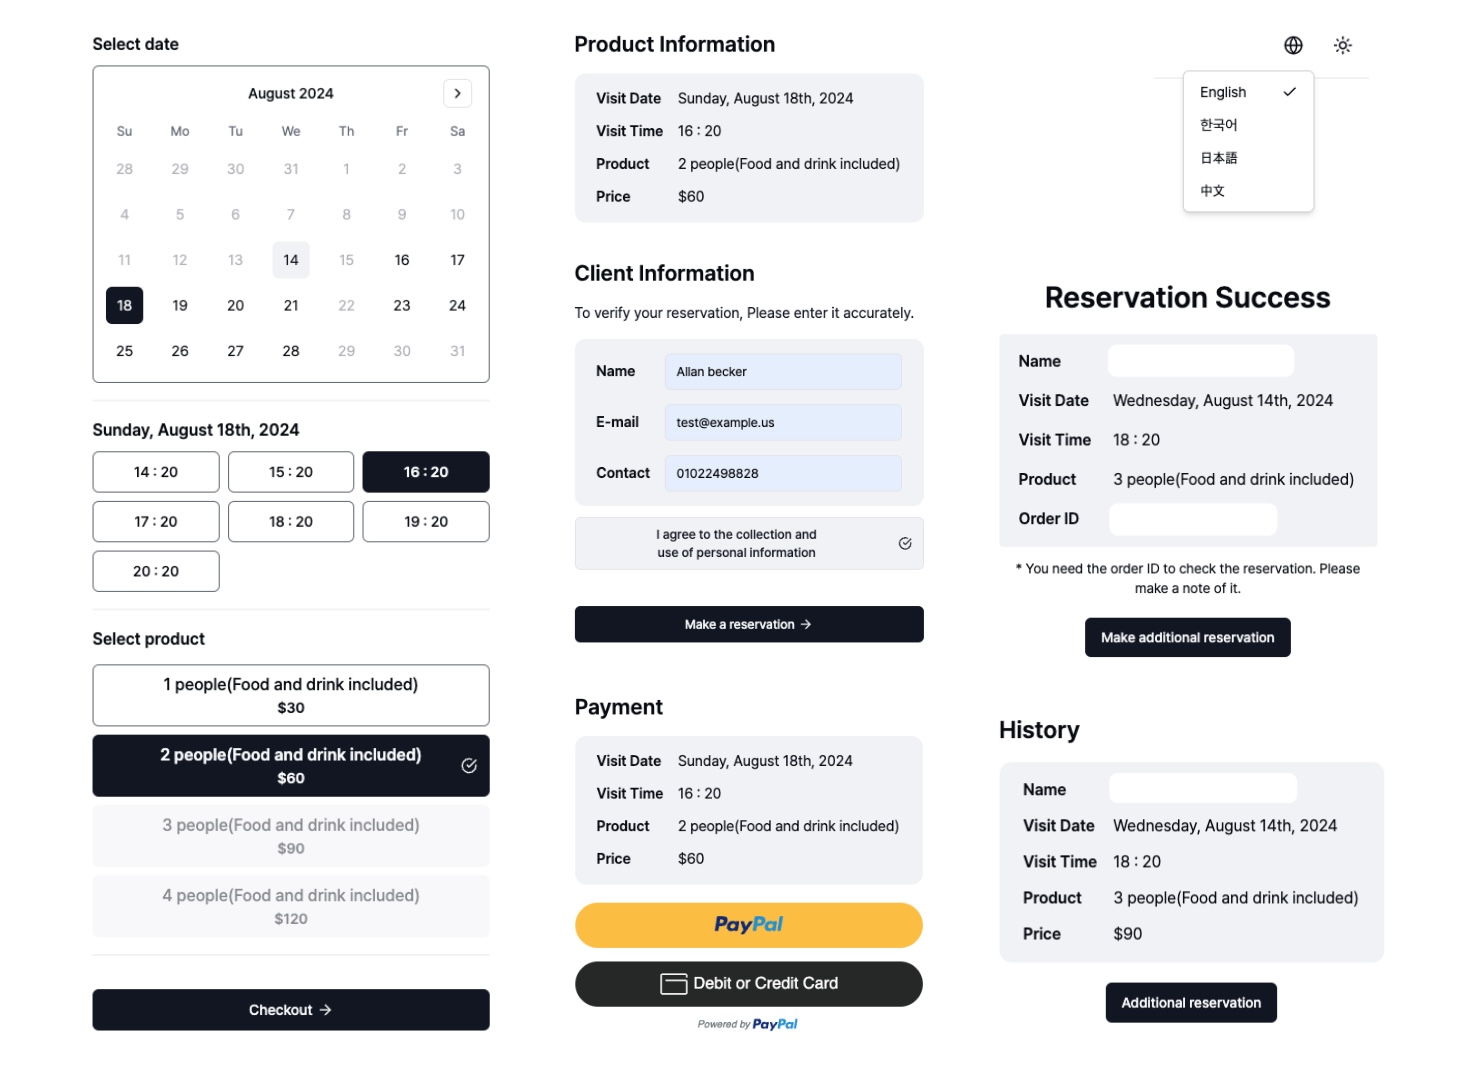 Select date
August 2024
Su Mo Tu We Th Fr Sa
28 29 30 31 1 2 3
4 5 6 7 8 9 10
11 12 13 14 15 16 17
18 19 20 21 22 23 24
25 26 27 28 29 30 31
Sunday, August 18th, 2024
14 : 20 15 : 20 16 : 20
17 : 20 18 : 20 19 : 20
20 : 20
Select product
1 people(Food and drink included)
$30
2 people(Food and drink included)
$60
3 people(Food and drink included)
$90
4 people(Food and drink included)
$120
Checkout →
Product Information
Visit Date Sunday, August 18th, 2024
Visit Time 16 : 20
Product 2 people(Food and drink included)
Price $60
Client Information
To verify your reservation, Please enter it accurately.
Name Allan becker
E-mail test@example.us
Contact 01022498828
I agree to the collection and
use of personal information
Make a reservation →
Payment
Visit Date Sunday, August 18th, 2024
Visit Time 16 : 20
Product 2 people(Food and drink included)
Price $60
PayPal
Debit or Credit Card
Powered by PayPal
English
한국어
日本語
中文
Reservation Success
Name
Visit Date Wednesday, August 14th, 2024
Visit Time 18 : 20
Product 3 people(Food and drink included)
Order ID
* You need the order ID to check the reservation. Please
make a note of it.
Make additional reservation
History
Name
Visit Date Wednesday, August 14th, 2024
Visit Time 18 : 20
Product 3 people(Food and drink included)
Price $90
Additional reservation